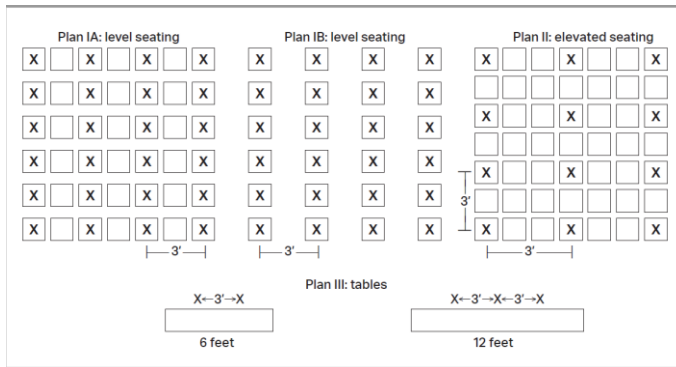 Plan IA: level seating
X X X X
X X X X
X X X X
X X X X
X X X X
X X X X
3'
Plan IB: level seating
X X X X
X X X X
X X X X
X X X X
X X X X
X X X X
3'
Plan II: elevated seating
X X X
X X X
X X X
X X X
3'
3'
Plan III: tables
X←3'→X
6 feet
X←3'→X←3'→X
12 feet